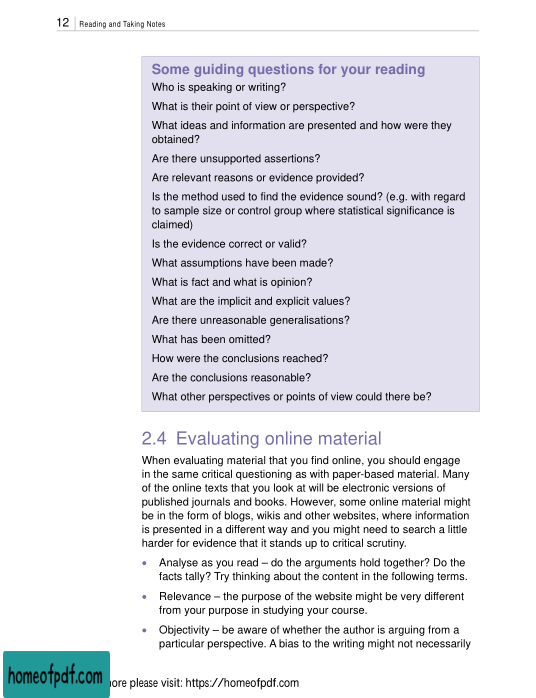 12 Reading and Taking Notes
Some guiding questions for your reading
Who is speaking or writing?
What is their point of view or perspective?
What ideas and information are presented and how were they
obtained?
Are there unsupported assertions?
Are relevant reasons or evidence provided?
Is the method used to find the evidence sound? (e.g. with regard
to sample size or control group where statistical significance is
claimed)
Is the evidence correct or valid?
What assumptions have been made?
What is fact and what is opinion?
What are the implicit and explicit values?
Are there unreasonable generalisations?
What has been omitted?
How were the conclusions reached?
Are the conclusions reasonable?
What other perspectives or points of view could there be?
2.4 Evaluating online material
When evaluating material that you find online, you should engage
in the same critical questioning as with paper-based material. Many
of the online texts that you look at will be electronic versions of
published journals and books. However, some online material might
be in the form of blogs, wikis and other websites, where information
is presented in a different way and you might need to search a little
harder for evidence that it stands up to critical scrutiny.
• Analyse as you read – do the arguments hold together? Do the
facts tally? Try thinking about the content in the following terms.
• Relevance – the purpose of the website might be very different
from your purpose in studying your course.
• Objectivity – be aware of whether the author is arguing from a
particular perspective. A bias to the writing might not necessarily
homeofpdf.com
ore please visit: https://homeofpdf.com